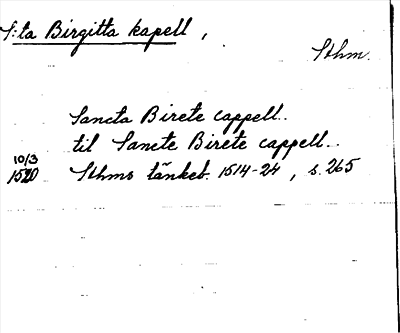 S:ta Birgitta kapell,
Sthm.
Sancta Birete cappell..
til Sancte Birete cappell..
10/3
1520 Sthms tänkeb. 1514-24, s. 265